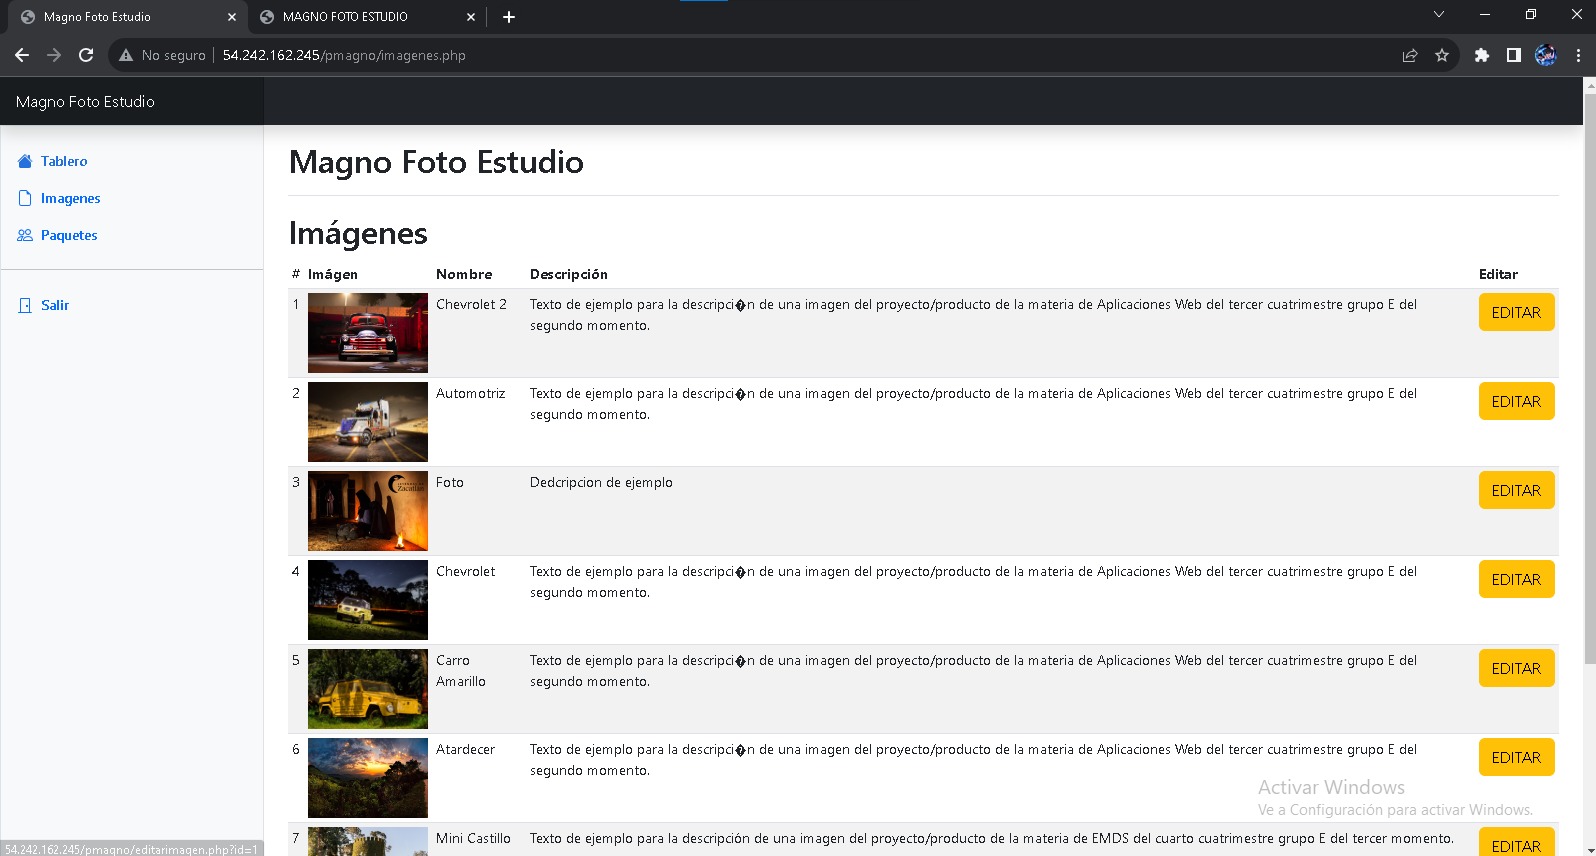 Magno Foto Estudio
MAGNO FOTO ESTUDIO
No seguro
54.242.162.245/pmagno/imagenes.php
Magno Foto Estudio
Tablero
Imagenes
Paquetes
Salir
Magno Foto Estudio
Imágenes
# Imágen Nombre Descripción Editar
1 Chevrolet 2 Texto de ejemplo para la descripci�n de una imagen del proyecto/producto de la materia de Aplicaciones Web del tercer cuatrimestre grupo E del EDITAR
segundo momento.
2 Automotriz Texto de ejemplo para la descripci�n de una imagen del proyecto/producto de la materia de Aplicaciones Web del tercer cuatrimestre grupo E del EDITAR
segundo momento.
Zacatlán
3 Foto Dedcripcion de ejemplo EDITAR
4 Chevrolet Texto de ejemplo para la descripci�n de una imagen del proyecto/producto de la materia de Aplicaciones Web del tercer cuatrimestre grupo E del EDITAR
segundo momento.
5 Carro Texto de ejemplo para la descripci�n de una imagen del proyecto/producto de la materia de Aplicaciones Web del tercer cuatrimestre grupo E del EDITAR
Amarillo segundo momento.
6 Atardecer Texto de ejemplo para la descripci�n de una imagen del proyecto/producto de la materia de Aplicaciones Web del tercer cuatrimestre grupo E del EDITAR
segundo momento.
Activar Windows
Ve a Configuración para activar Windows.
7 Mini Castillo Texto de ejemplo para la descripción de una imagen del proyecto/producto de la materia de EMDS del cuarto cuatrimestre grupo E del tercer momento. EDITAR
54.242.162.245/pmagno/editarimagen.php?id=1